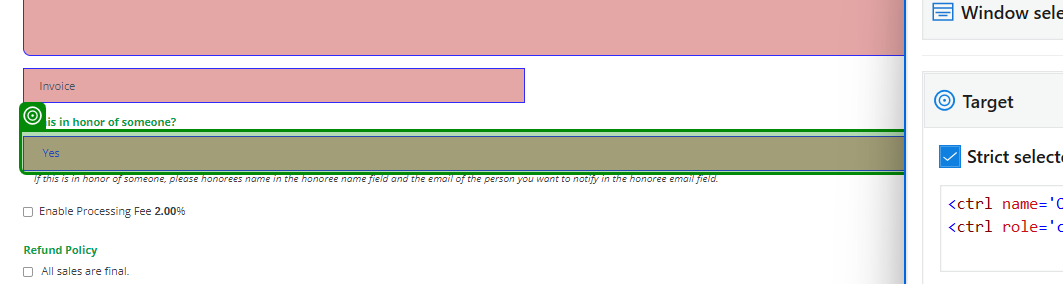 Window sele
Invoice
Target
is in honor of someone?
Yes
Strict select
If this is in honor of someone, please honorees name in the honoree name field and the email of the person you want to notify in the honoree email field.
<ctrl name='
Enable Processing Fee 2.00%
<ctrl role='
Refund Policy
All sales are final.